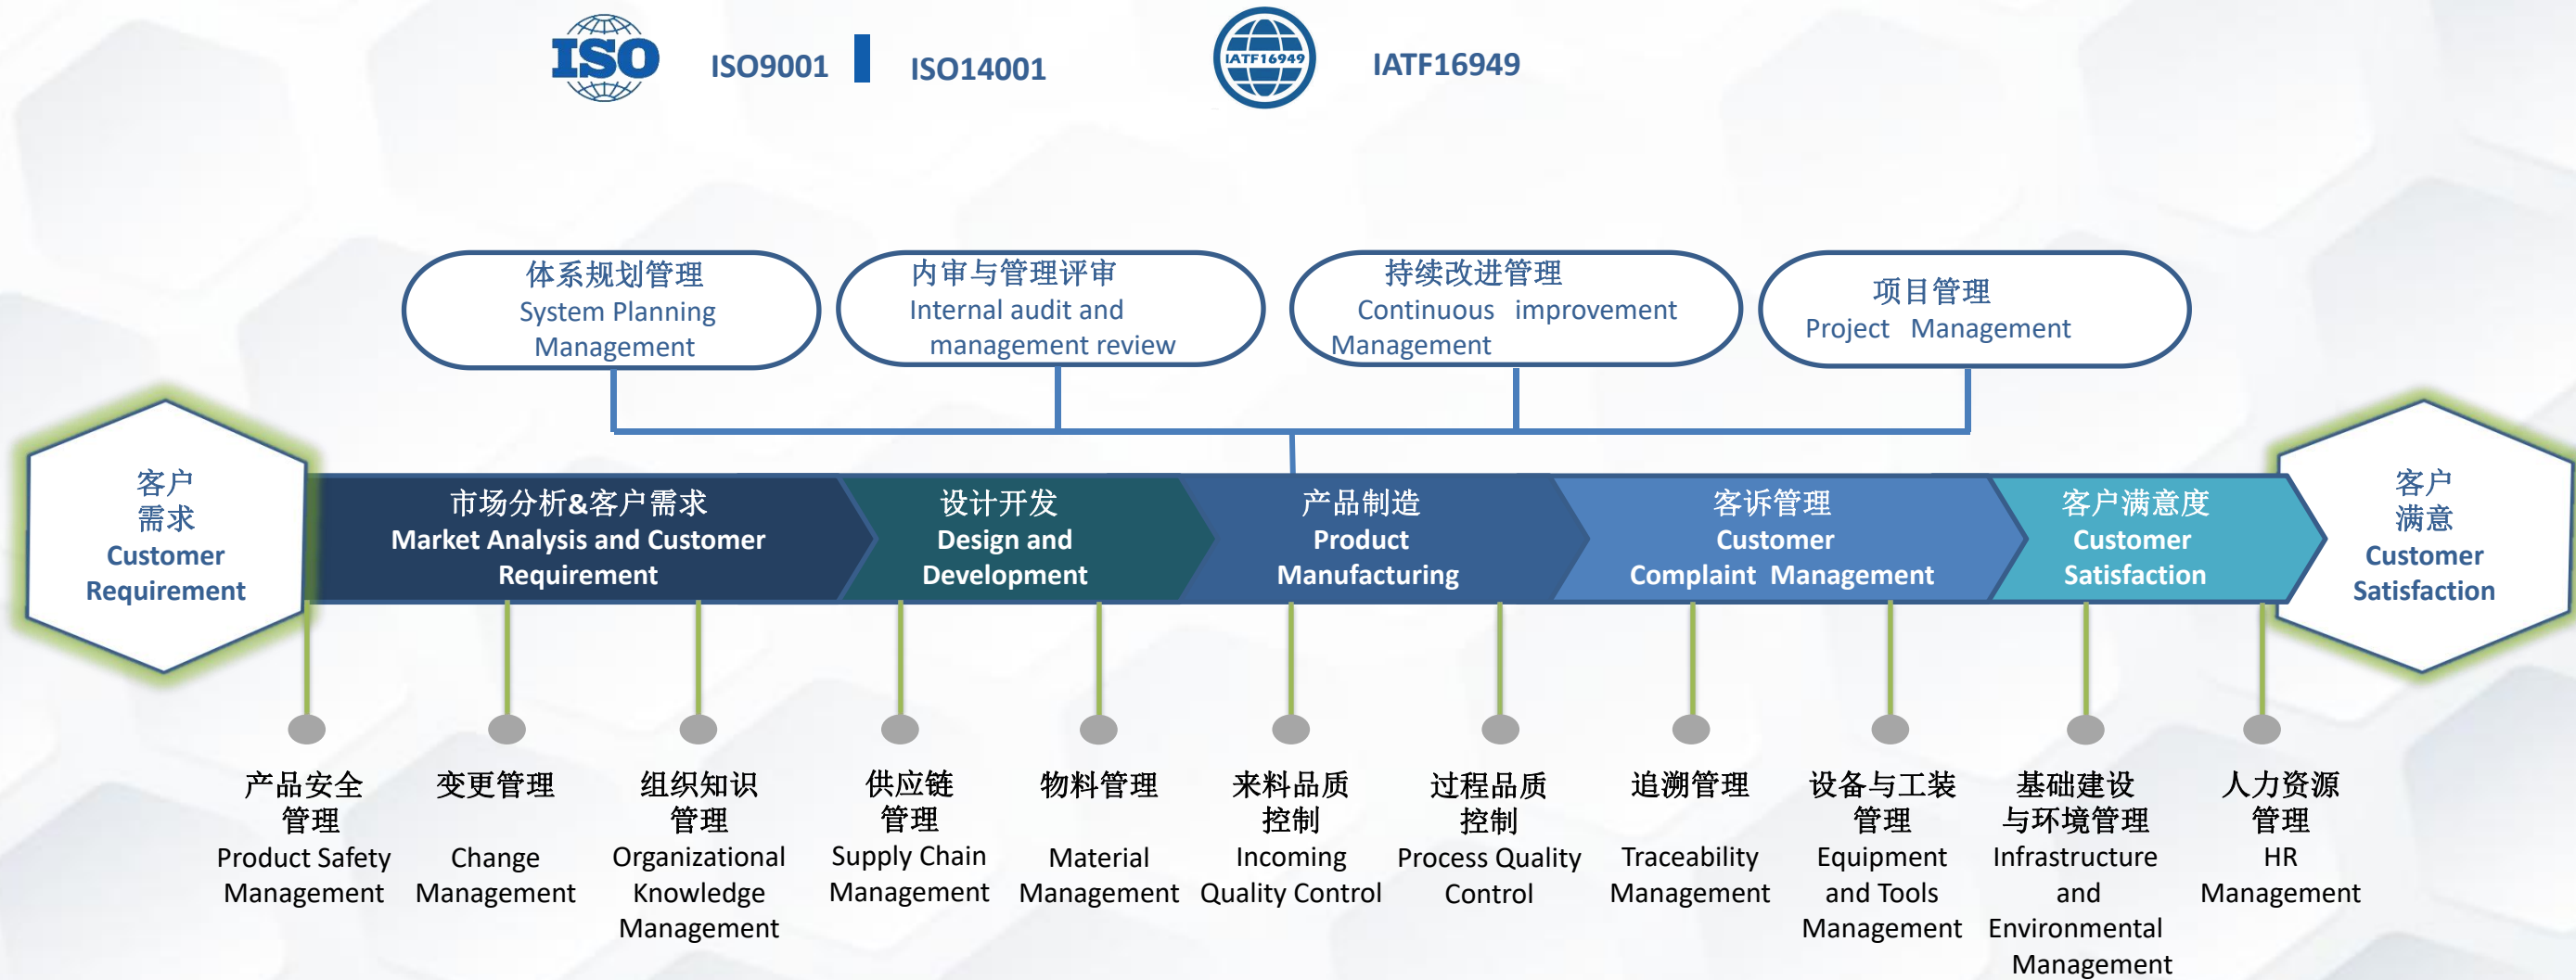 ISO
ISO9001
ISO14001
IATF16949
IATF16949
体系规划管理
System Planning
Management
内审与管理评审
Internal audit and
management review
持续改进管理
Continuous improvement
Management
项目管理
Project Management
客户
需求
Customer
Requirement
市场分析&客户需求
Market Analysis and Customer
Requirement
设计开发
Design and
Development
产品制造
Product
Manufacturing
客诉管理
Customer
Complaint Management
客户满意度
Customer
Satisfaction
客户
满意
Customer
Satisfaction
产品安全
管理
Product Safety
Management
变更管理
Change
Management
组织知识
管理
Organizational
Knowledge
Management
供应链
管理
Supply Chain
Management
物料管理
Material
Management
来料品质
控制
Incoming
Quality Control
过程品质
控制
Process Quality
Control
追溯管理
Traceability
Management
设备与工装
管理
Equipment
and Tools
Management
基础建设
与环境管理
Infrastructure
and
Environmental
Management
人力资源
管理
HR
Management